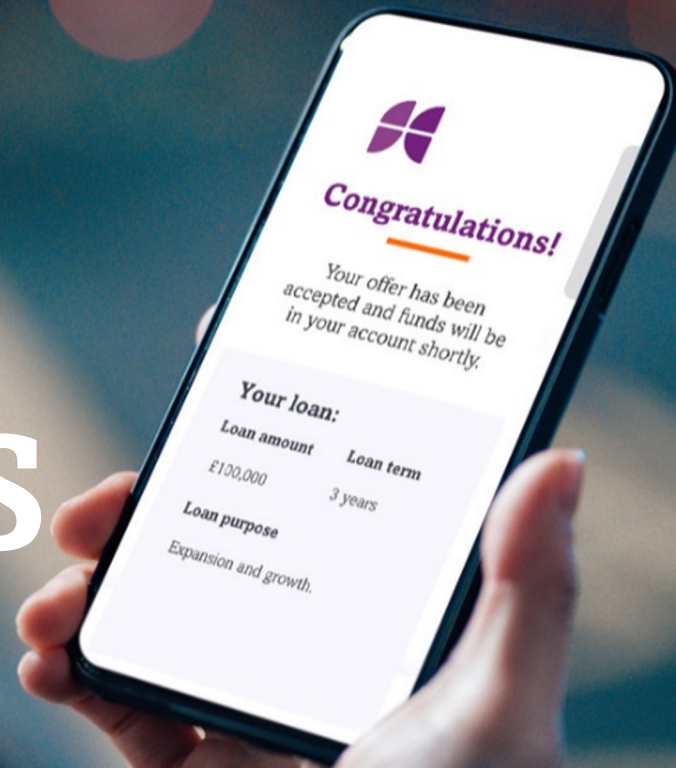 Congratulations!
Your offer has been
accepted and funds will be
in your account shortly.
Your loan:
Loan amount
Loan term
£100,000
3 years
Loan purpose
Expansion and growth.
s